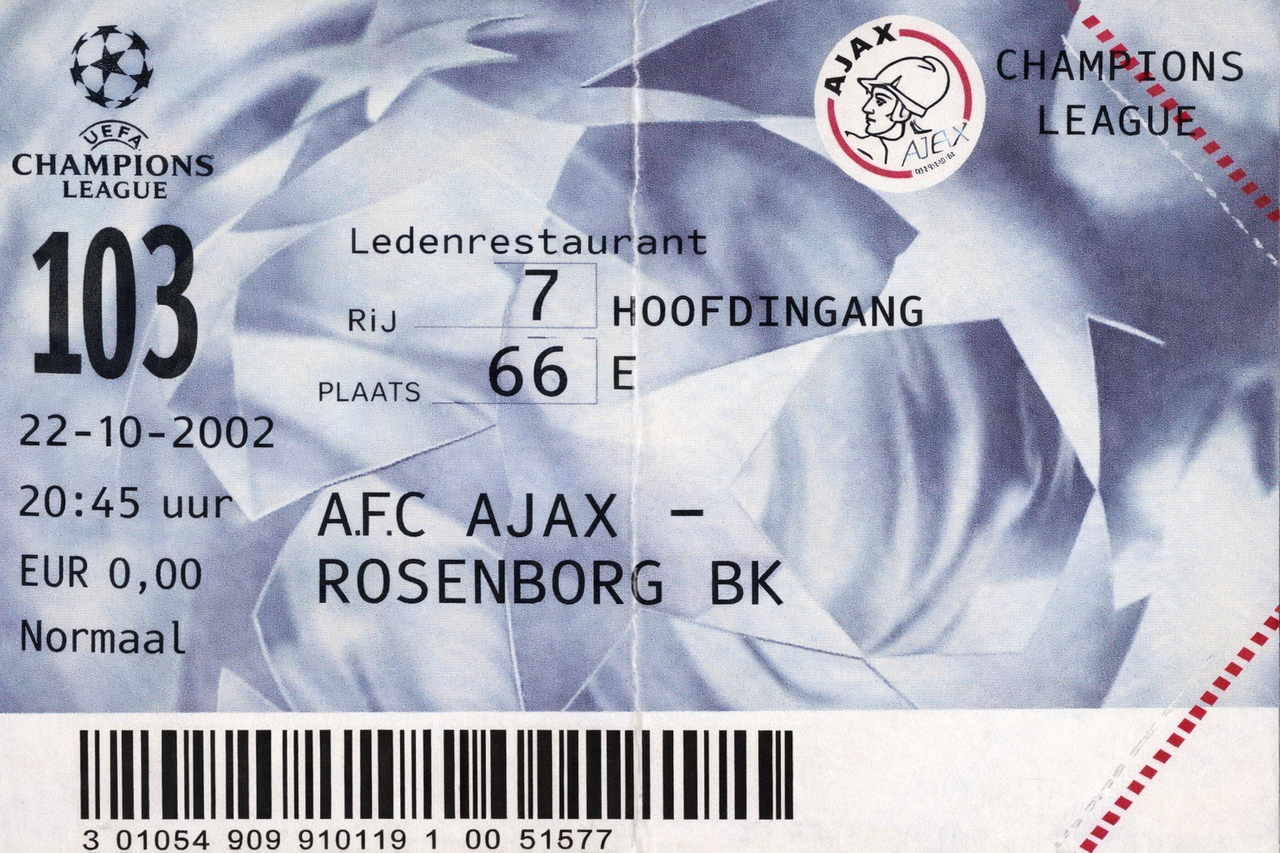 UEFA
CHAMPIONS
LEAGUE
AJAX
AJAX
CHAMPIONS
LEAGUE
103
Ledenrestaurant
RiJ 7 HOOFDINGANG
PLAATS 66 E
22-10-2002
20:45 uur
EUR 0,00
Normaal
A.F.C AJAX –
ROSENBORG BK
3 01054 909 910119 1 00 51577